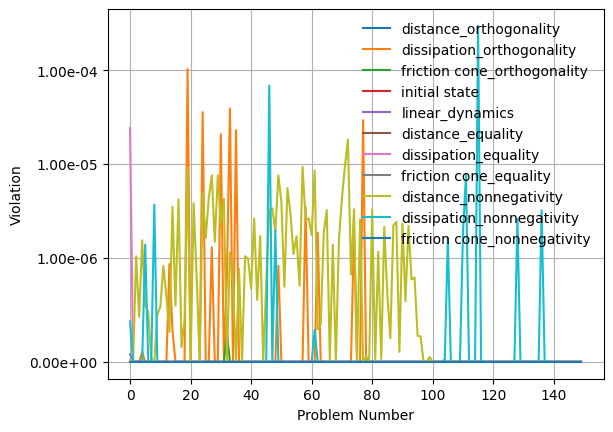 distance_orthogonality
dissipation_orthogonality
friction cone_orthogonality
initial state
linear_dynamics
distance_equality
dissipation_equality
friction cone_equality
distance_nonnegativity
dissipation_nonnegativity
friction cone_nonnegativity
1.00e-04
1.00e-05
1.00e-06
0.00e+00
Violation
0 20 40 60 80 100 120 140
Problem Number